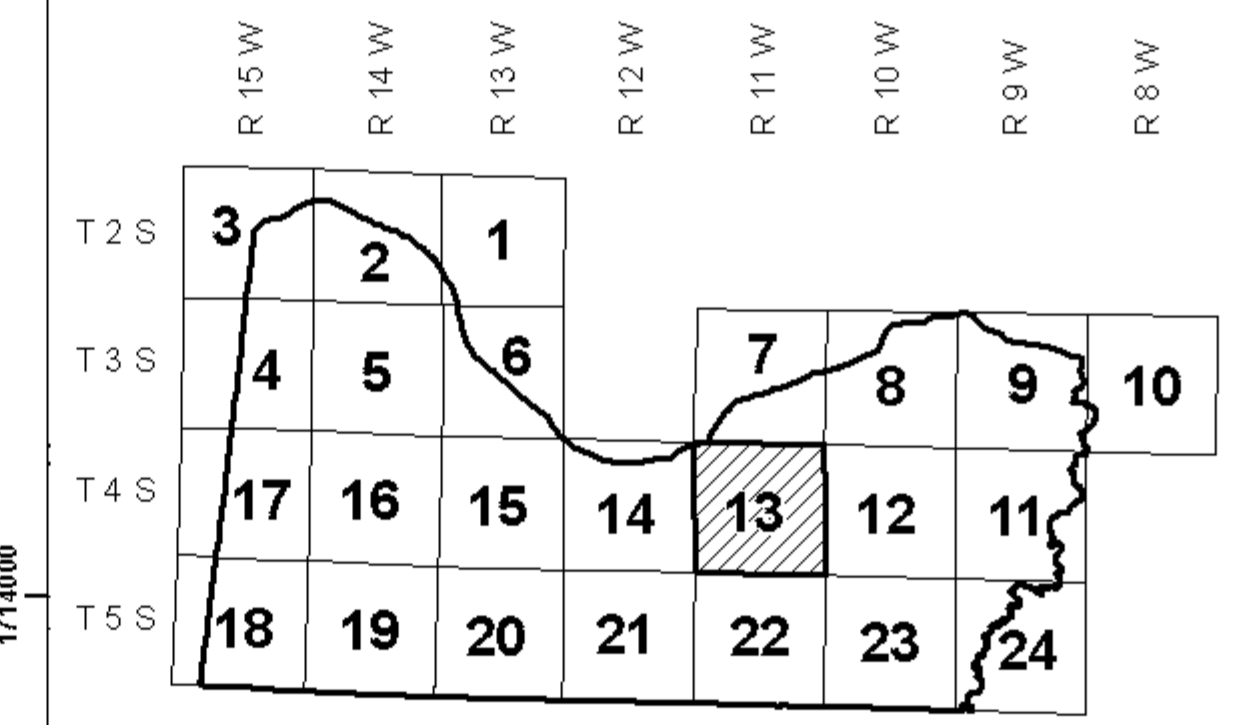 R 15 W R 14 W R 13 W R 12 W R 11 W R 10 W R 9 W R 8 W
T 2 S 3 2 1
T 3 S 4 5 6 7 8 9 10
T 4 S 17 16 15 14 13 12 11
T 5 S 18 19 20 21 22 23 24
1714000